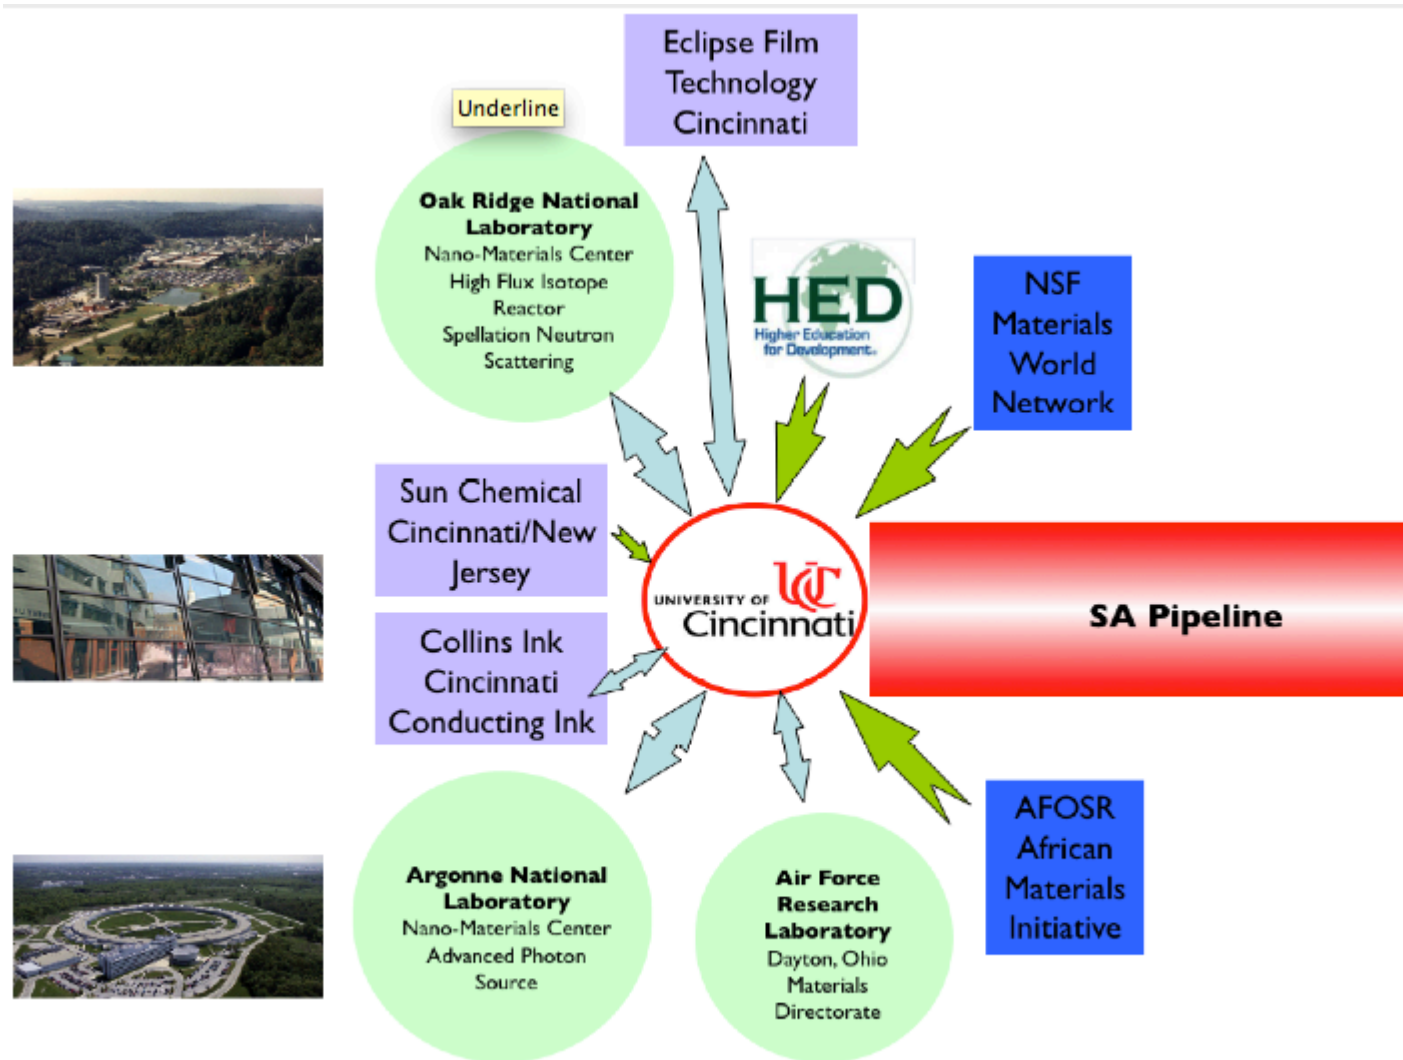 Eclipse Film
Technology
Cincinnati
Underline
Oak Ridge National
Laboratory
Nano-Materials Center
High Flux Isotope
Reactor
Spellation Neutron
Scattering
HED
Higher Education
for Development
NSF
Materials
World
Network
Sun Chemical
Cincinnati/New
Jersey
UC
UNIVERSITY OF
Cincinnati
SA Pipeline
Collins Ink
Cincinnati
Conducting Ink
Argonne National
Laboratory
Nano-Materials Center
Advanced Photon
Source
Air Force
Research
Laboratory
Dayton, Ohio
Materials
Directorate
AFOSR
African
Materials
Initiative